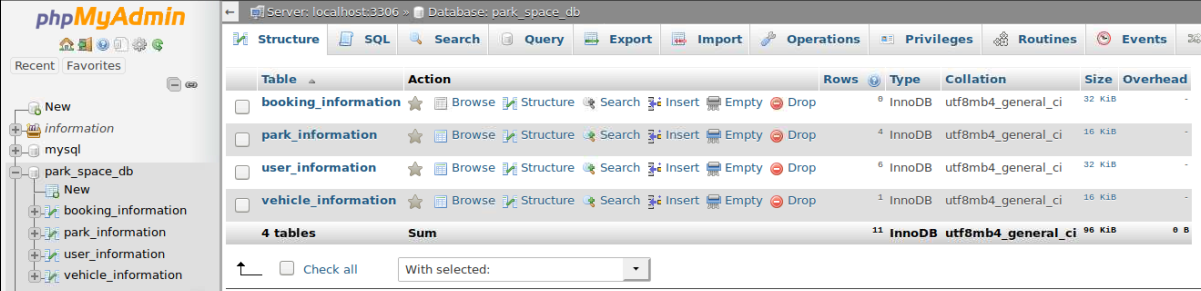 phpMyAdmin
Recent Favorites
New
information
mysql
park_space_db
New
booking_information
park_information
user_information
vehicle_information
← Server: localhost:3306 » Database: park_space_db
Structure SQL Search Query Export Import Operations Privileges Routines Events
Table Action Rows Type Collation Size Overhead
booking_information Browse Structure Search Insert Empty Drop 0 InnoDB utf8mb4_general_ci 32 KiB -
park_information Browse Structure Search Insert Empty Drop 4 InnoDB utf8mb4_general_ci 16 KiB -
user_information Browse Structure Search Insert Empty Drop 6 InnoDB utf8mb4_general_ci 32 KiB -
vehicle_information Browse Structure Search Insert Empty Drop 1 InnoDB utf8mb4_general_ci 16 KiB -
4 tables Sum 11 InnoDB utf8mb4_general_ci 96 KiB 0 B
Check all With selected: